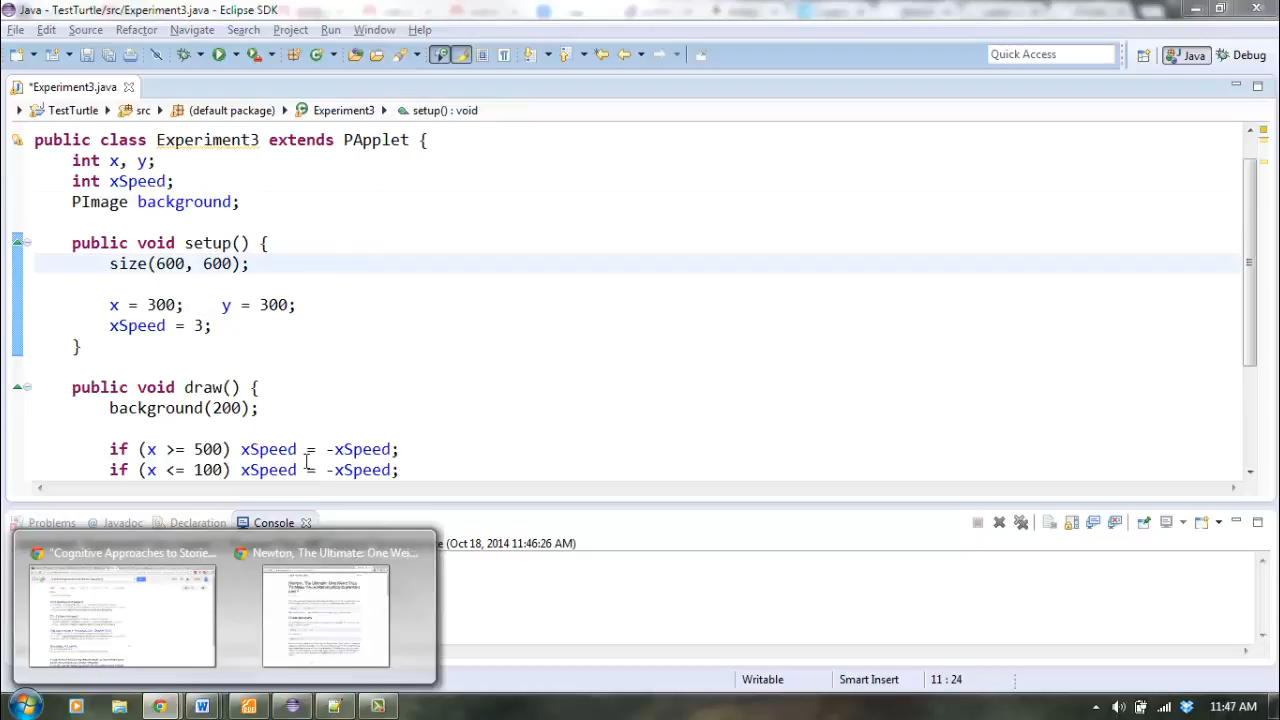 Java - TestTurtle/src/Experiment3.java - Eclipse SDK
File Edit Source Refactor Navigate Search Project Run Window Help
Quick Access Java Debug
*Experiment3.java
TestTurtle src (default package) Experiment3 setup() : void
public class Experiment3 extends PApplet {
int x, y;
int xSpeed;
PImage background;
public void setup() {
size(600, 600);
x = 300; y = 300;
xSpeed = 3;
}
public void draw() {
background(200);
if (x >= 500) xSpeed = -xSpeed;
if (x <= 100) xSpeed = -xSpeed;
Problems Javadoc Declaration Console
(Oct 18, 2014 11:46:26 AM)
"Cognitive Approaches to Storie... Newton, The Ultimate: One Wei...
Writable Smart Insert 11 : 24
11:47 AM